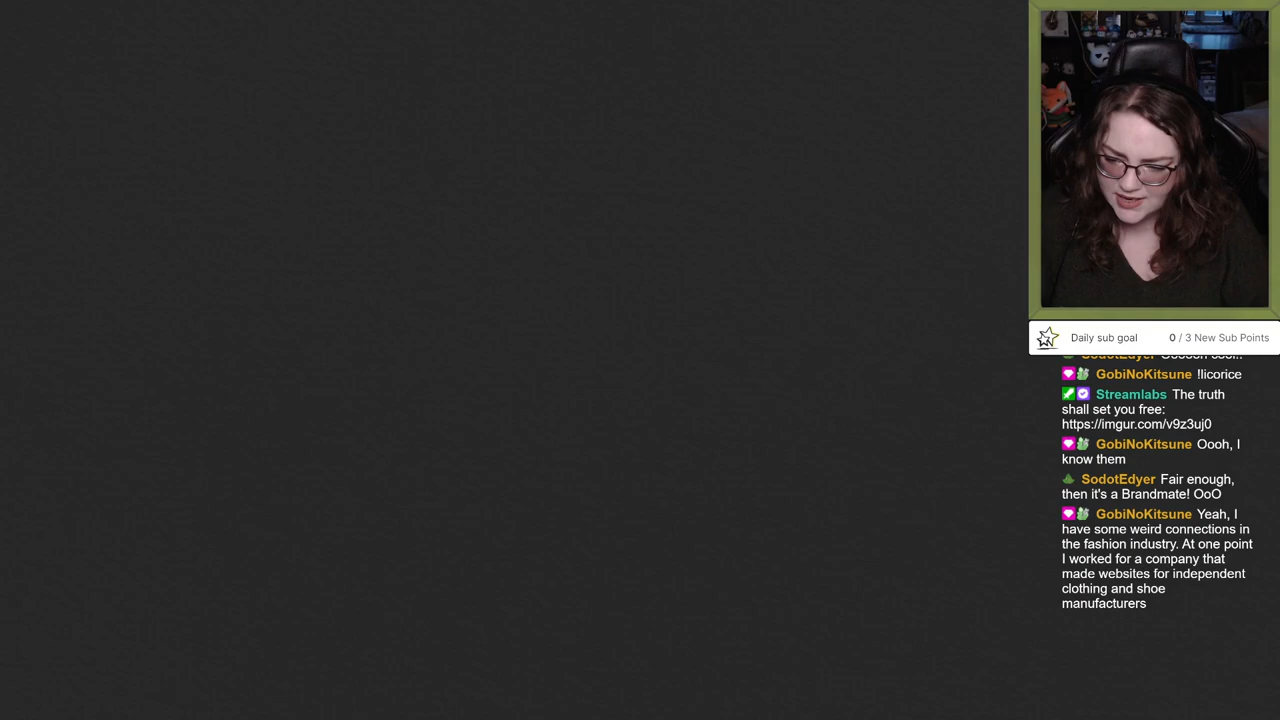 Daily sub goal 0 / 3 New Sub Points
SodotEdyer
GobiNoKitsune !licorice
Streamlabs The truth
shall set you free:
https://imgur.com/v9z3uj0
GobiNoKitsune Oooh, I
know them
SodotEdyer Fair enough,
then it's a Brandmate! OoO
GobiNoKitsune Yeah, I
have some weird connections in
the fashion industry. At one point
I worked for a company that
made websites for independent
clothing and shoe
manufacturers